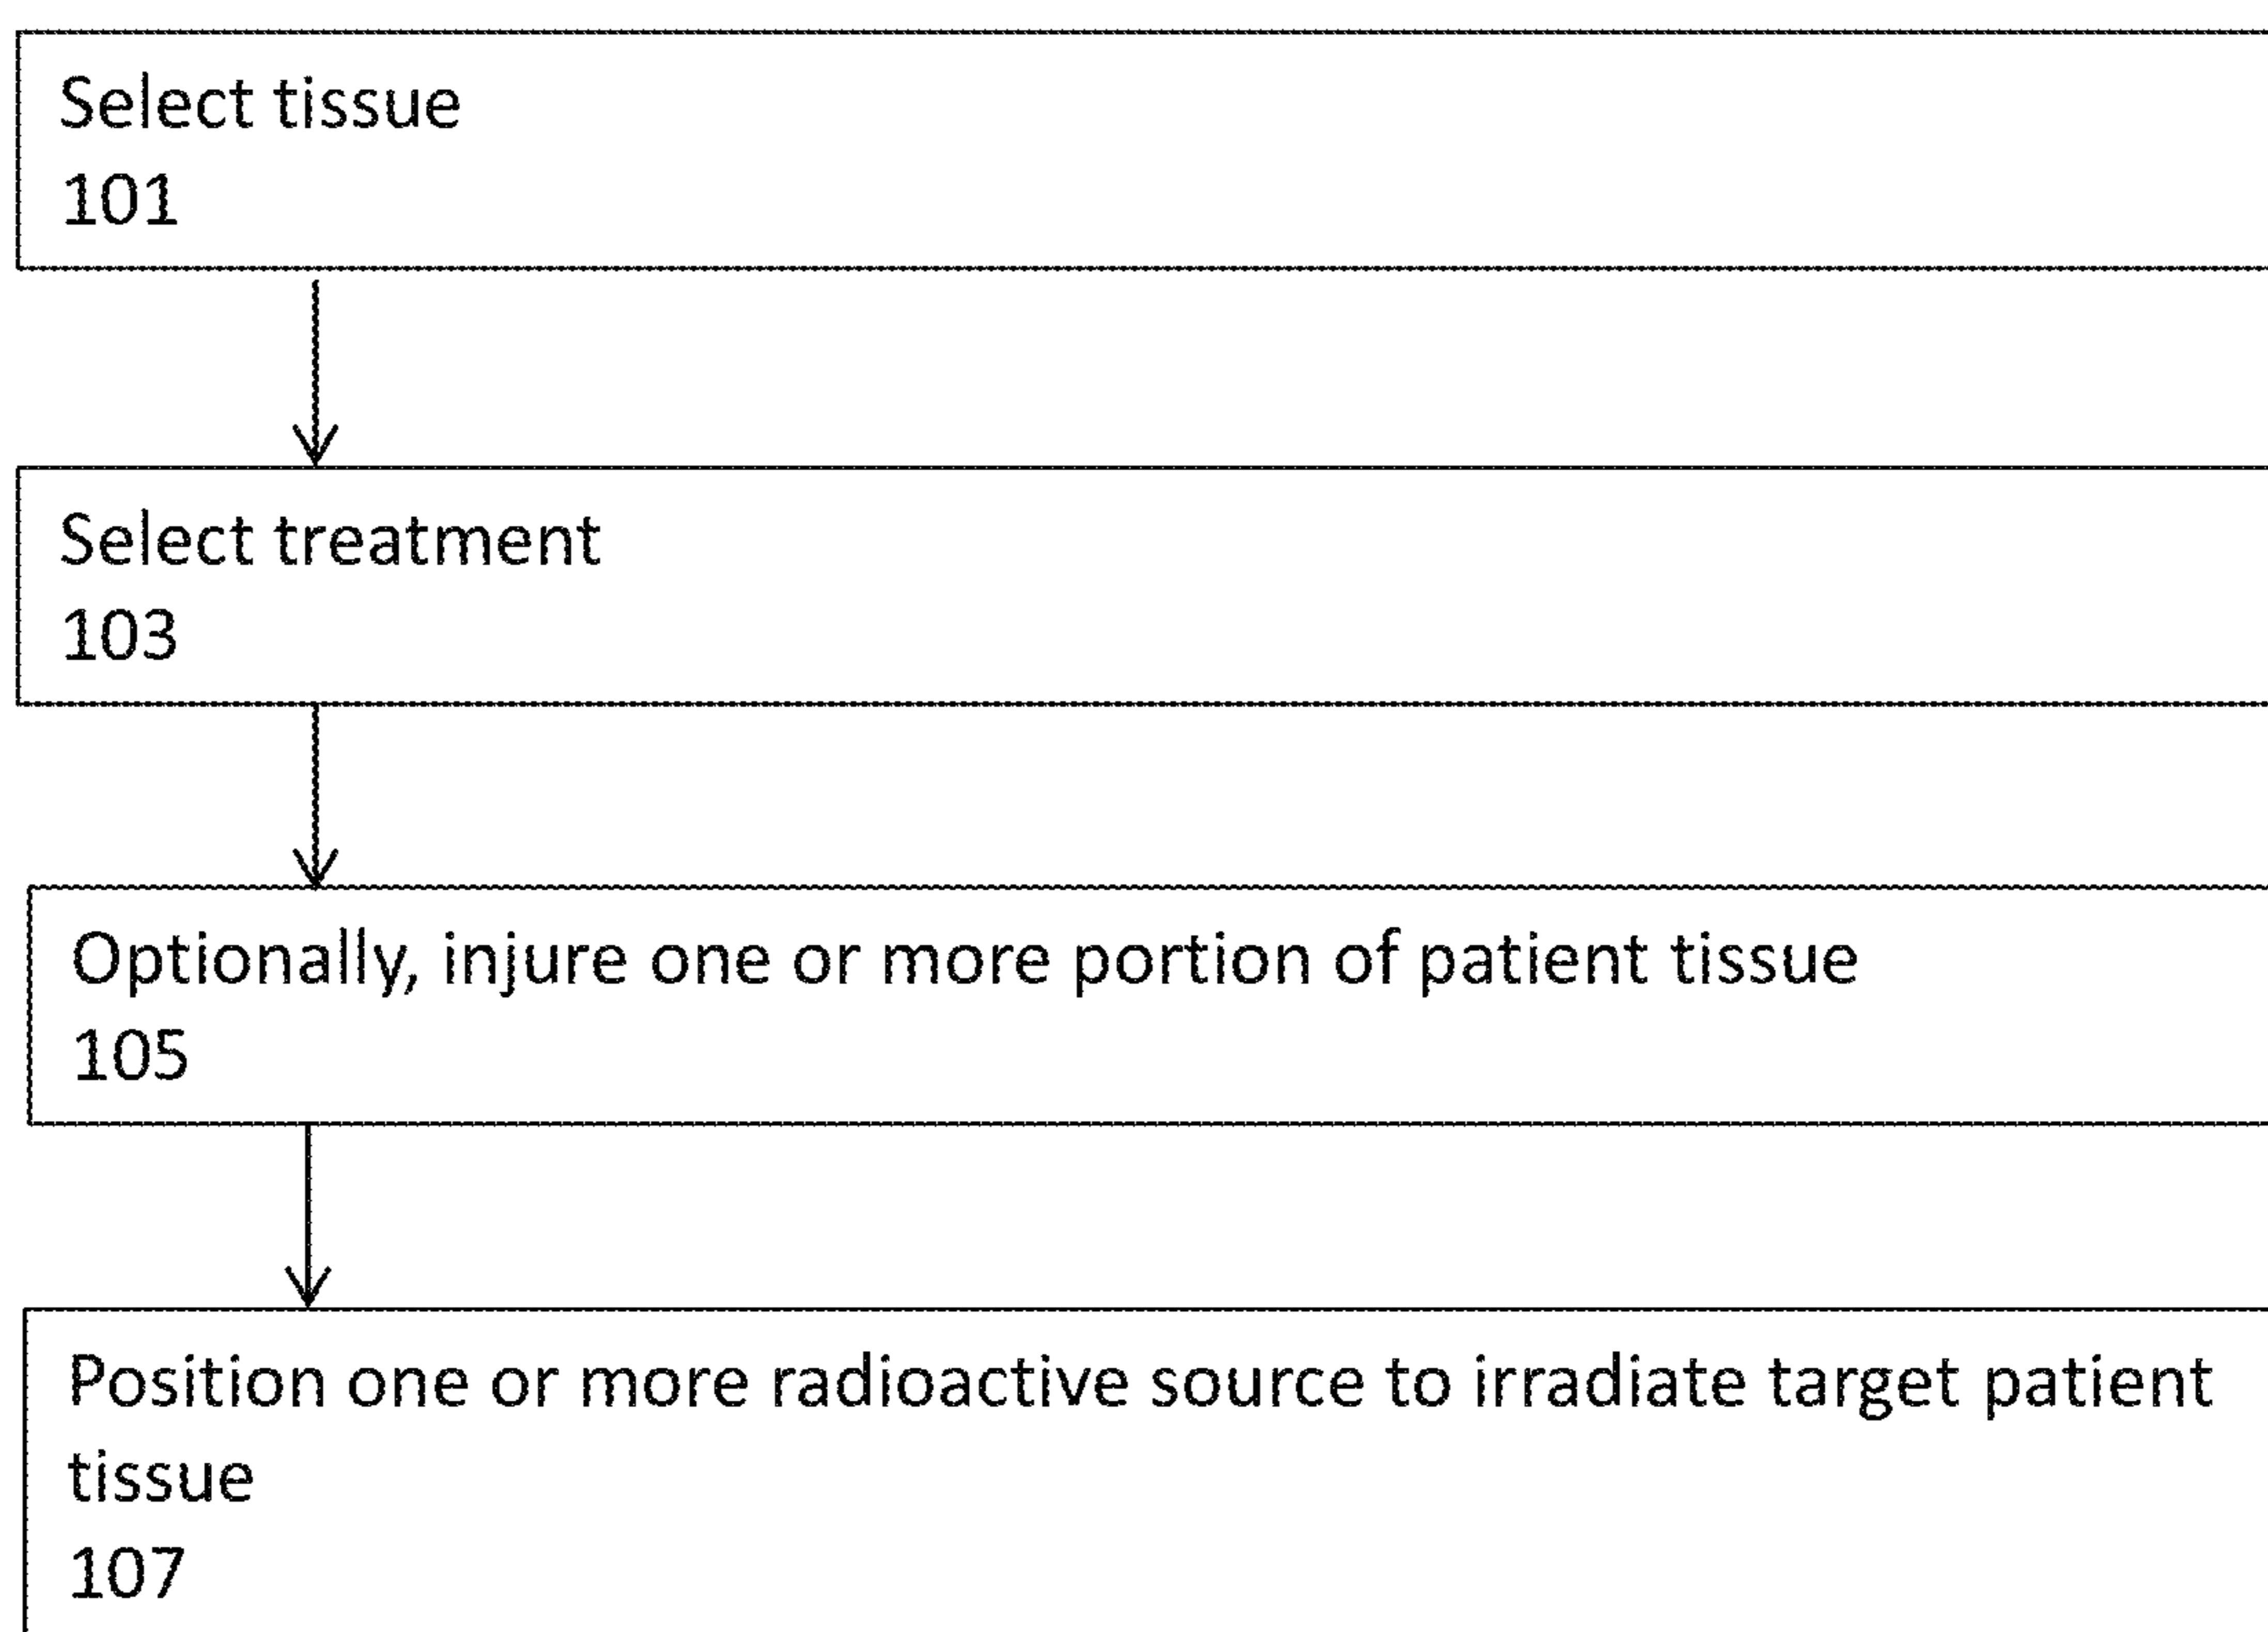 Select tissue
101
Select treatment
103
Optionally, injure one or more portion of patient tissue
105
Position one or more radioactive source to irradiate target patient
tissue
107